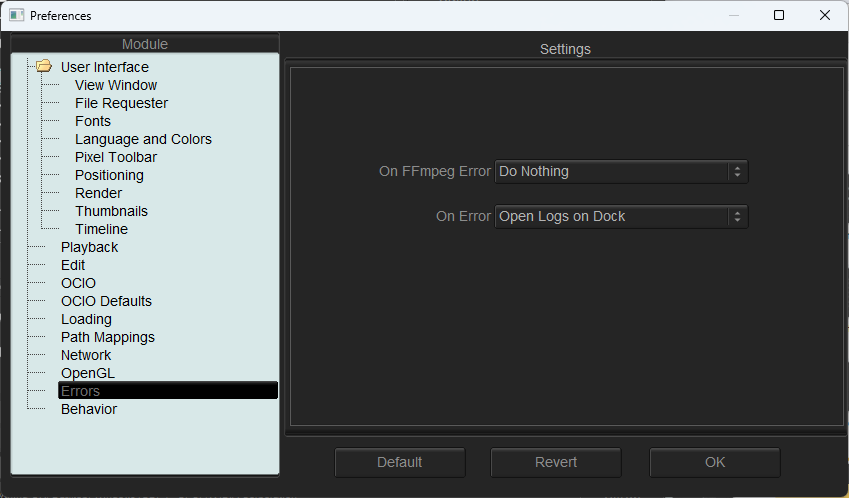 Preferences
Module
User Interface
View Window
File Requester
Fonts
Language and Colors
Pixel Toolbar
Positioning
Render
Thumbnails
Timeline
Playback
Edit
OCIO
OCIO Defaults
Loading
Path Mappings
Network
OpenGL
Errors
Behavior
Settings
On FFmpeg Error Do Nothing
On Error Open Logs on Dock
Default Revert OK